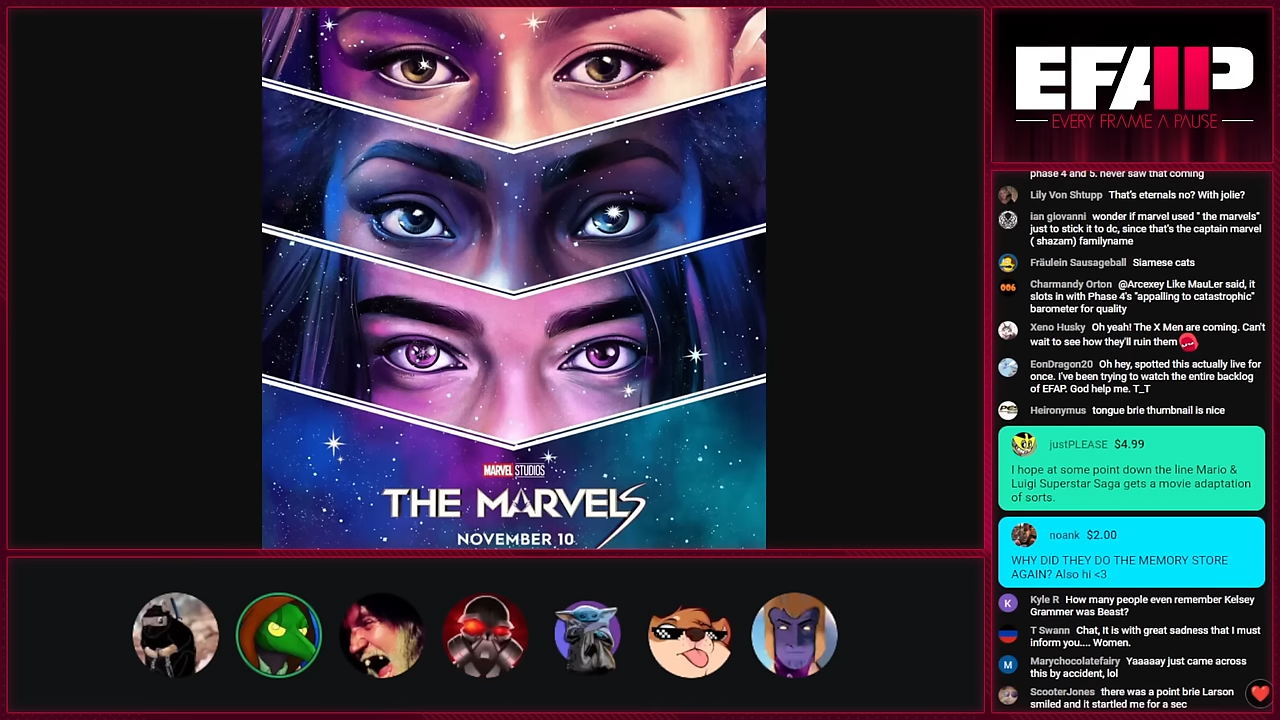 MARVEL STUDIOS
THE MARVELS
NOVEMBER 10
EFAP
EVERY FRAME A PAUSE
phase 4 and 5. never saw that coming
Lily Von Shtupp That's eternals no? With jolie?
ian giovanni wonder if marvel used " the marvels"
just to stick it to dc, since that's the captain marvel
( shazam) familyname
Fräulein Sausageball Siamese cats
006
Charmandy Orton @Arcexey Like MauLer said, it
slots in with Phase 4's "appalling to catastrophic"
barometer for quality
Xeno Husky Oh yeah! The X Men are coming. Can't
wait to see how they'll ruin them
EonDragon20 Oh hey, spotted this actually live for
once. I've been trying to watch the entire backlog
of EFAP. God help me. T_T
Heironymus tongue brie thumbnail is nice
justPLEASE $4.99
I hope at some point down the line Mario &
Luigi Superstar Saga gets a movie adaptation
of sorts.
noank $2.00
WHY DID THEY DO THE MEMORY STORE
AGAIN? Also hi <3
K
Kyle R How many people even remember Kelsey
Grammer was Beast?
T Swann Chat, It is with great sadness that I must
inform you.... Women.
M
Marychocolatefairy Yaaaaay just came across
this by accident, lol
ScooterJones there was a point brie Larson
smiled and it startled me for a sec